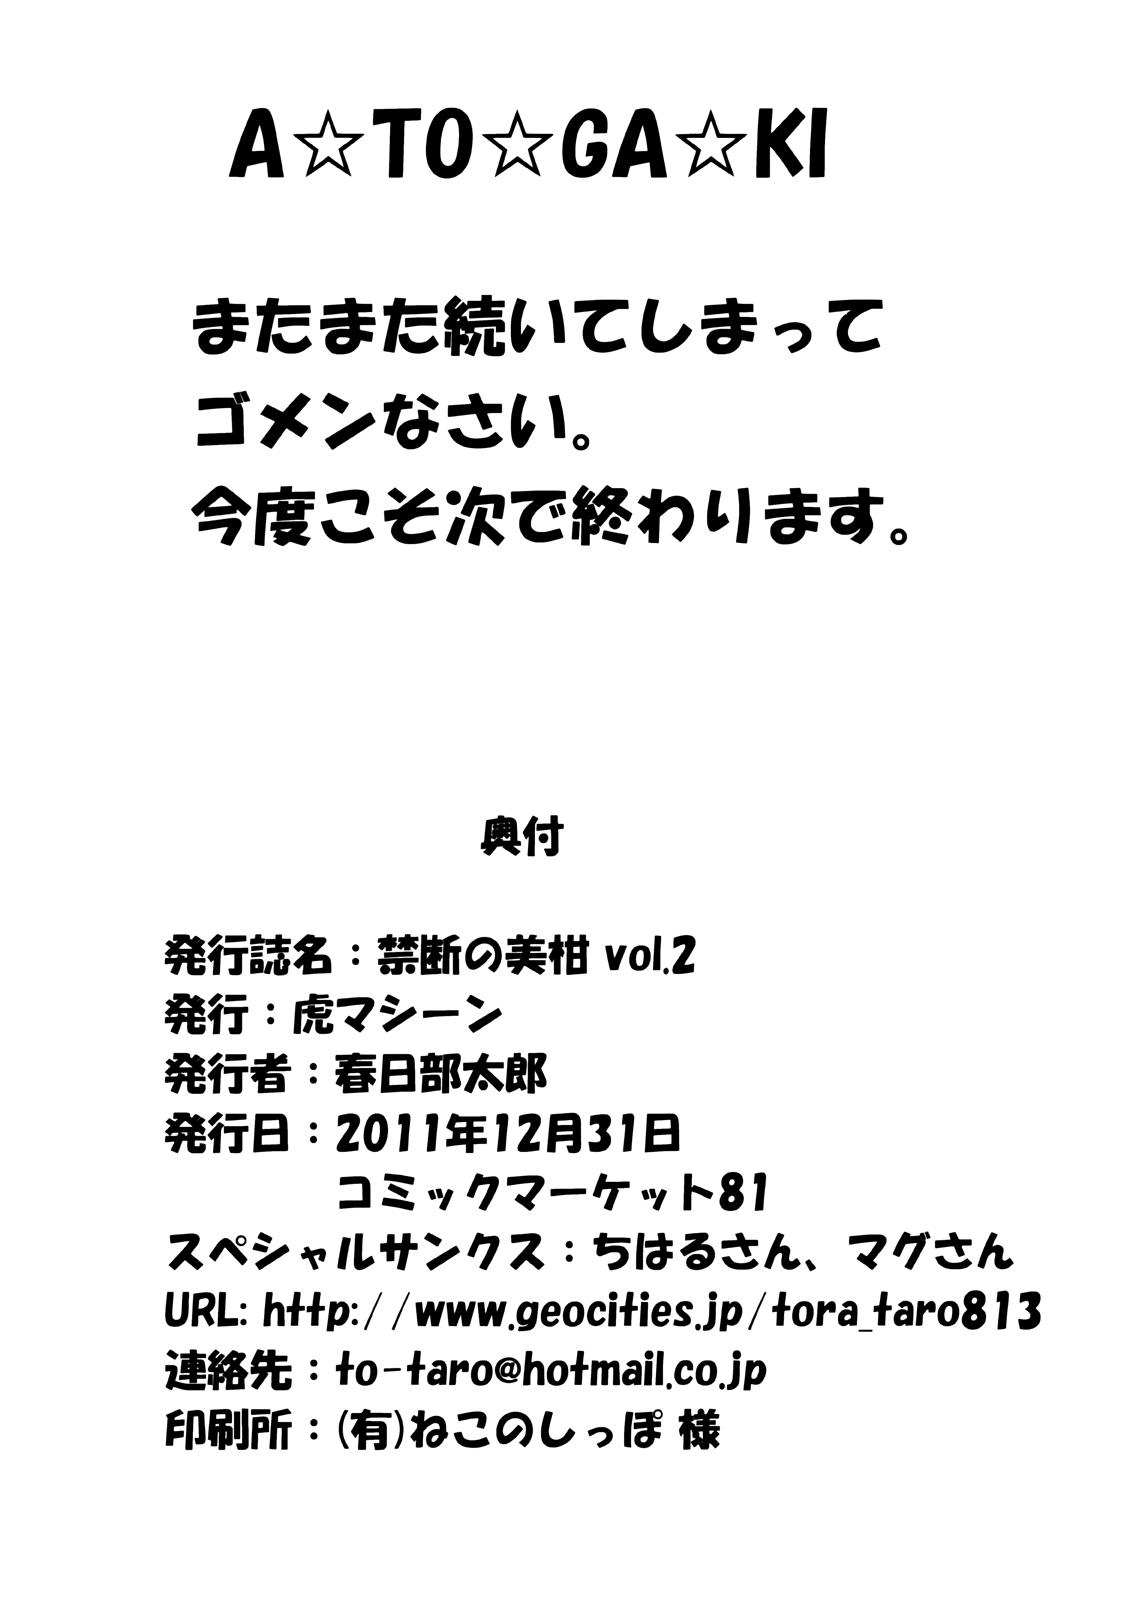 A☆TO☆GA☆KI
またまた続いてしまって
ゴメンなさい。
今度こそ次で終わります。
奥付
発行誌名：禁断の美柑 vol.2
発行：虎マシーン
発行者：春日部太郎
発行日：2011年12月31日
コミックマーケット81
スペシャルサンクス：ちはるさん、マグさん
URL: http://www.geocities.jp/tora_taro813
連絡先：to-taro@hotmail.co.jp
印刷所：(有)ねこのしっぽ 様